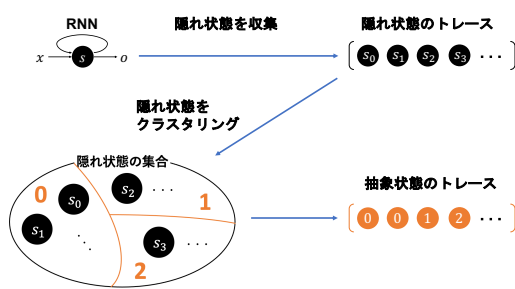 RNN
x s o
隠れ状態を収集
隠れ状態のトレース
s₀ s₁ s₂ s₃ ・・・
隠れ状態を
クラスタリング
隠れ状態の集合
0
s₀
s₁
s₂ ・・・
1
s₃ ・・・
2
抽象状態のトレース
0 0 1 2 ・・・